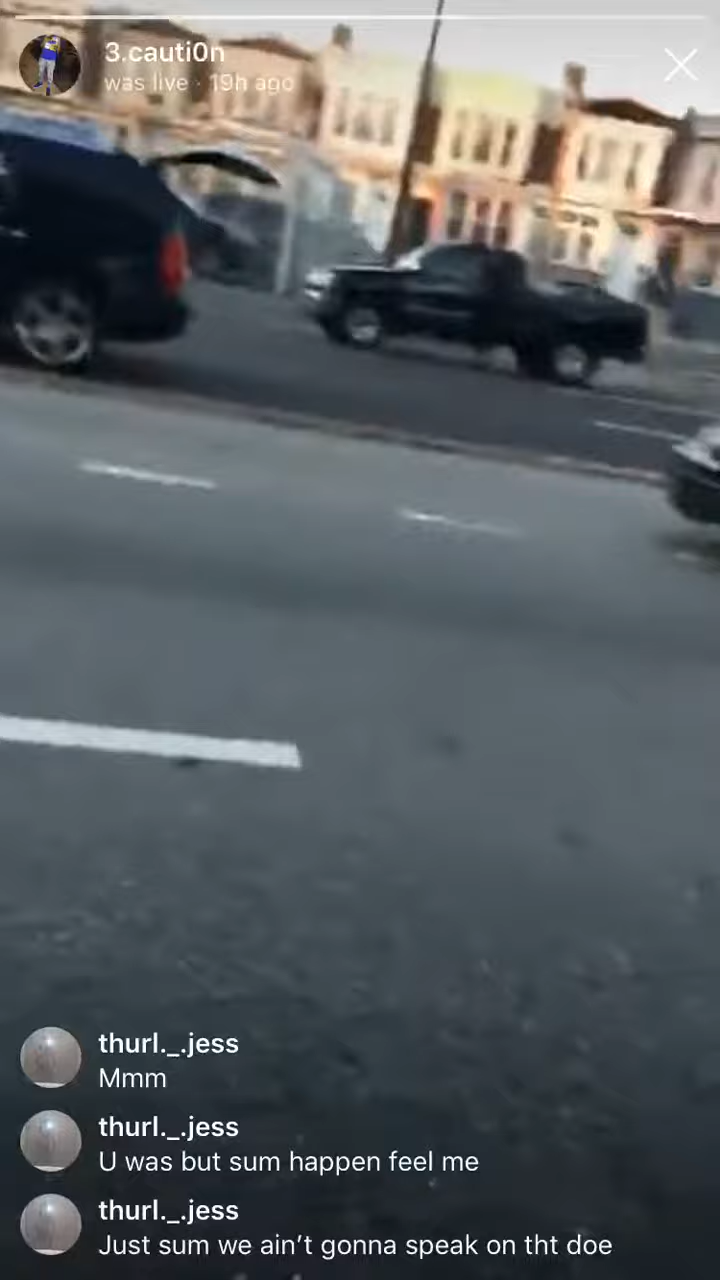 3.cauti0n
was live · 19h ago
thurl._.jess
Mmm
thurl._.jess
U was but sum happen feel me
thurl._.jess
Just sum we ain’t gonna speak on tht doe